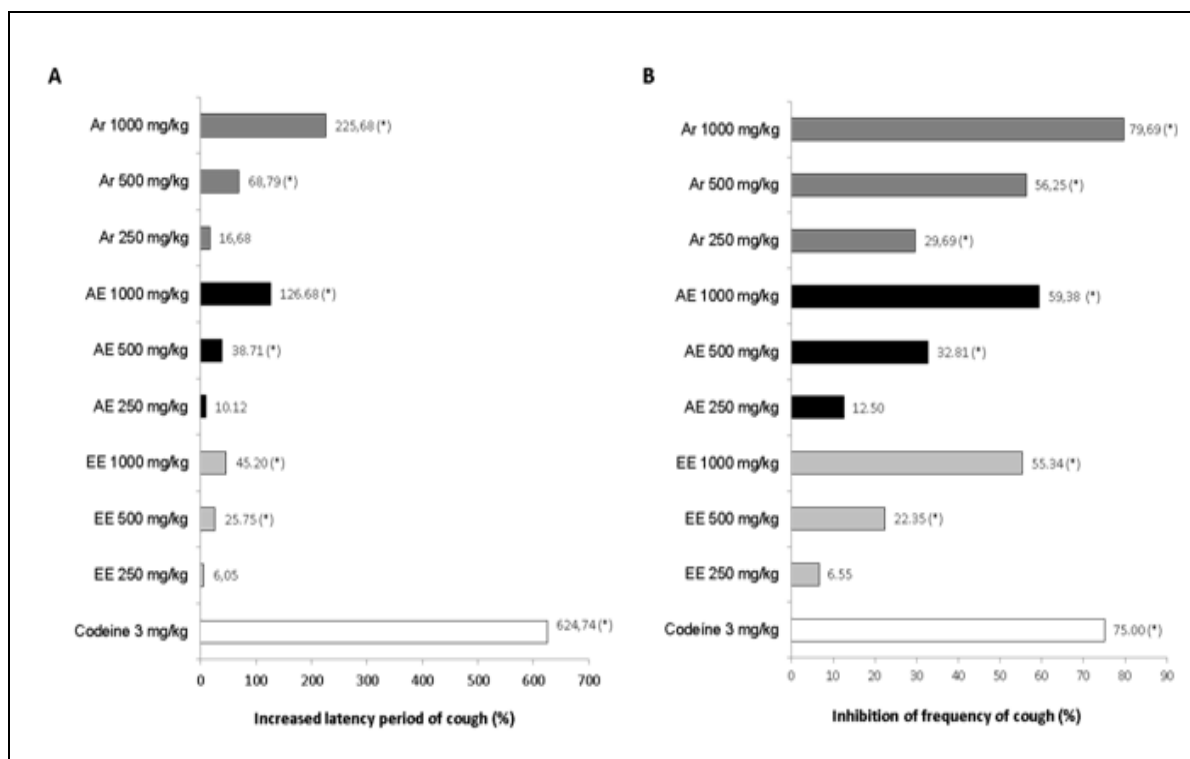 A
Ar 1000 mg/kg 225,68 (*)
Ar 500 mg/kg 68,79 (*)
Ar 250 mg/kg 16,68
AE 1000 mg/kg 126.68 (*)
AE 500 mg/kg 38.71 (*)
AE 250 mg/kg 10.12
EE 1000 mg/kg 45.20 (*)
EE 500 mg/kg 25.75 (*)
EE 250 mg/kg 6,05
Codeine 3 mg/kg 624,74 (*)
0 100 200 300 400 500 600 700
Increased latency period of cough (%)
B
Ar 1000 mg/kg 79,69 (*)
Ar 500 mg/kg 56,25 (*)
Ar 250 mg/kg 29,69 (*)
AE 1000 mg/kg 59,38 (*)
AE 500 mg/kg 32.81 (*)
AE 250 mg/kg 12.50
EE 1000 mg/kg 55.34 (*)
EE 500 mg/kg 22.35 (*)
EE 250 mg/kg 6.55
Codeine 3 mg/kg 75.00 (*)
0 10 20 30 40 50 60 70 80 90
Inhibition of frequency of cough (%)